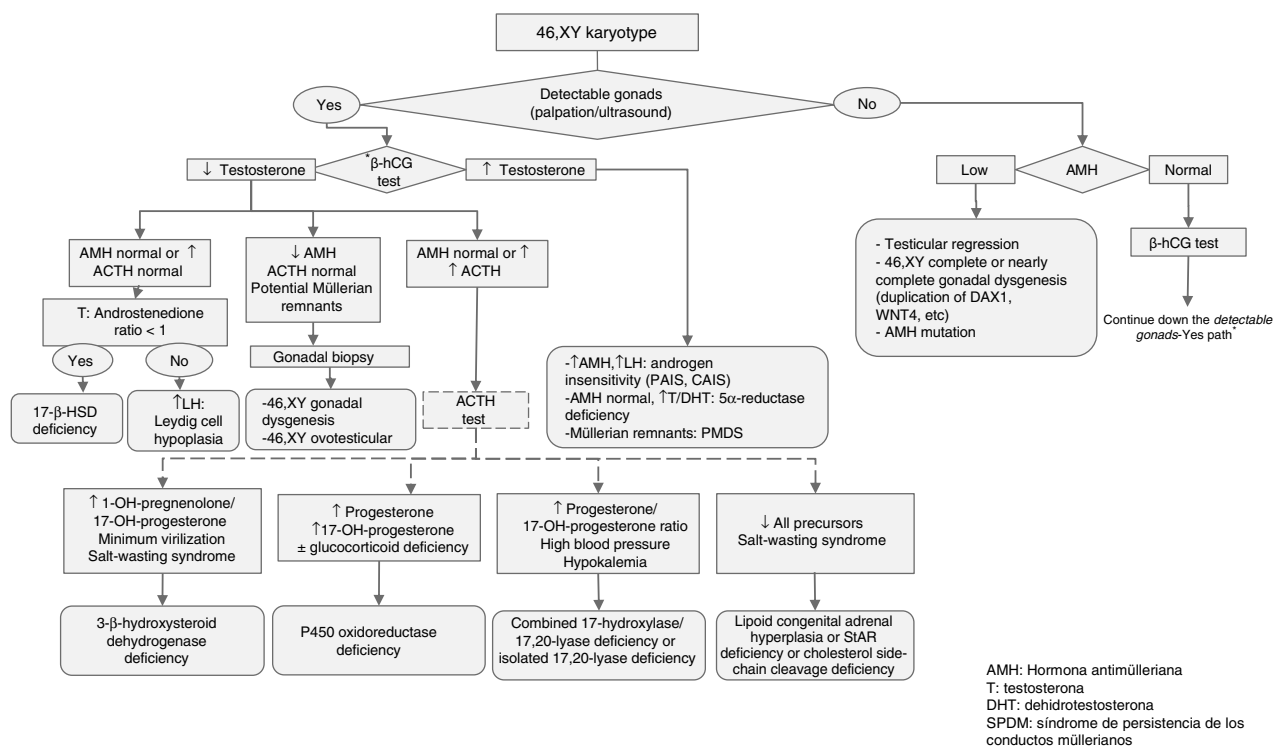 46,XY karyotype
Detectable gonads
(palpation/ultrasound)
Yes
No
*β-hCG
test
↓ Testosterone
↑ Testosterone
Low
AMH
Normal
AMH normal or ↑
ACTH normal
↓ AMH
ACTH normal
Potential Müllerian
remnants
AMH normal or ↑
↑ ACTH
- Testicular regression
- 46,XY complete or nearly
complete gonadal dysgenesis
(duplication of DAX1,
WNT4, etc)
- AMH mutation
β-hCG test
Continue down the detectable
gonads-Yes path*
T: Androstenedione
ratio < 1
Yes
No
Gonadal biopsy
17-β-HSD
deficiency
↑LH:
Leydig cell
hypoplasia
-46,XY gonadal
dysgenesis
-46,XY ovotesticular
ACTH
test
-↑AMH,↑LH: androgen
insensitivity (PAIS, CAIS)
-AMH normal, ↑T/DHT: 5α-reductase
deficiency
-Müllerian remnants: PMDS
↑ 1-OH-pregnenolone/
17-OH-progesterone
Minimum virilization
Salt-wasting syndrome
↑ Progesterone
↑17-OH-progesterone
± glucocorticoid deficiency
↑ Progesterone/
17-OH-progesterone ratio
High blood pressure
Hypokalemia
↓ All precursors
Salt-wasting syndrome
3-β-hydroxysteroid
dehydrogenase
deficiency
P450 oxidoreductase
deficiency
Combined 17-hydroxylase/
17,20-lyase deficiency or
isolated 17,20-lyase deficiency
Lipoid congenital adrenal
hyperplasia or StAR
deficiency or cholesterol side-
chain cleavage deficiency
AMH: Hormona antimülleriana
T: testosterona
DHT: dehidrotestosterona
SPDM: síndrome de persistencia de los
conductos müllerianos